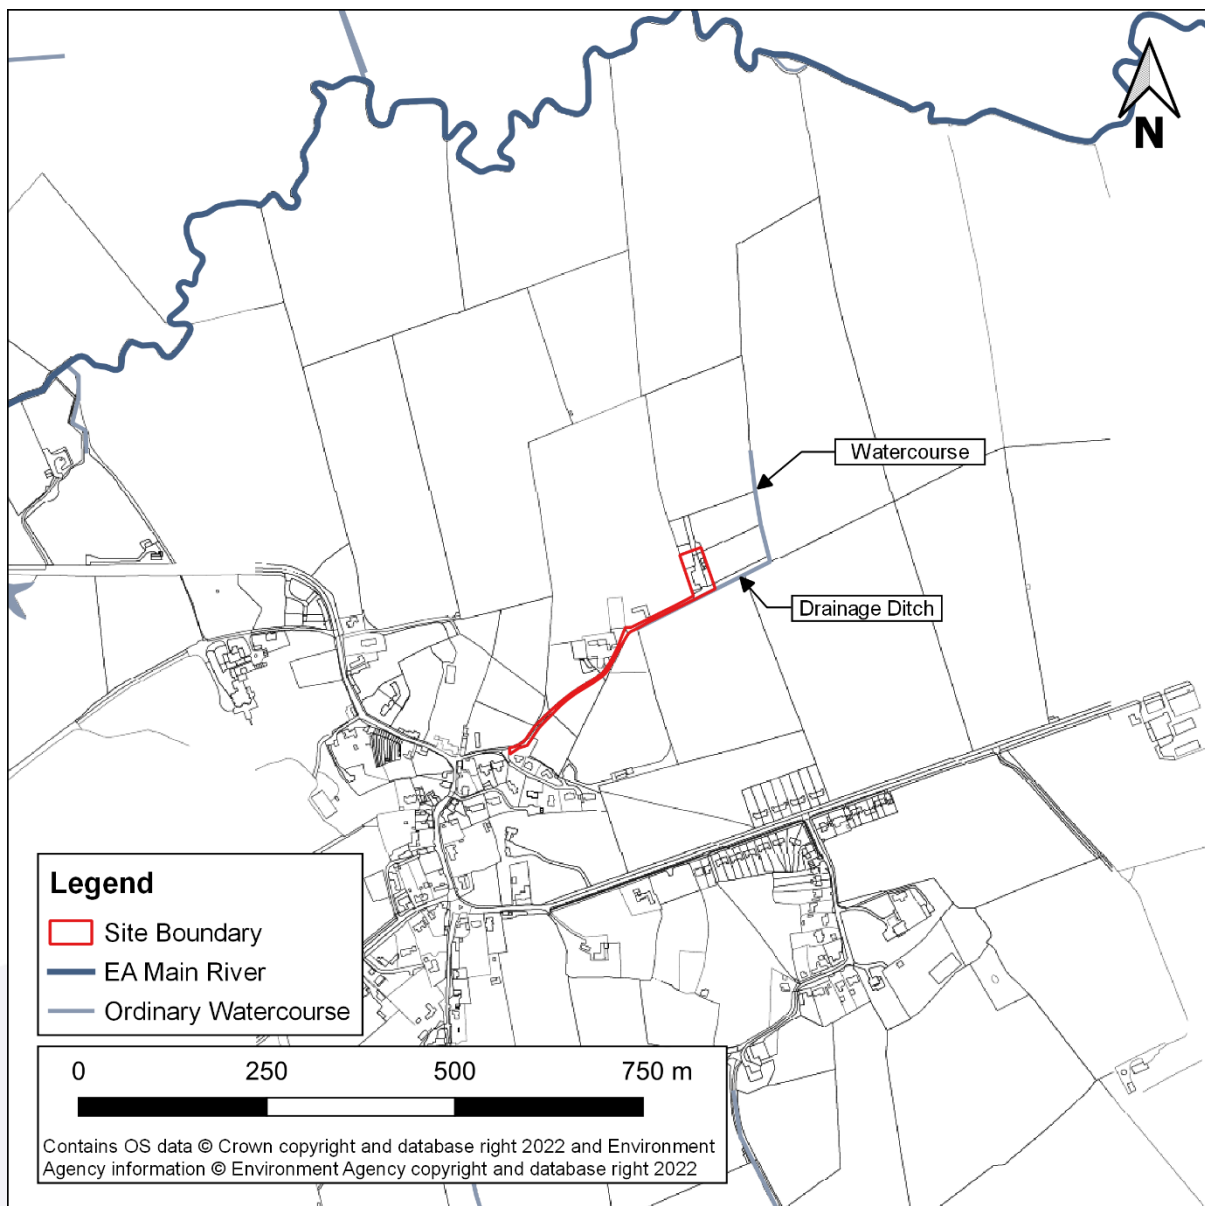 N
Watercourse
Drainage Ditch
Legend
Site Boundary
EA Main River
Ordinary Watercourse
0 250 500 750 m
Contains OS data © Crown copyright and database right 2022 and Environment
Agency information © Environment Agency copyright and database right 2022